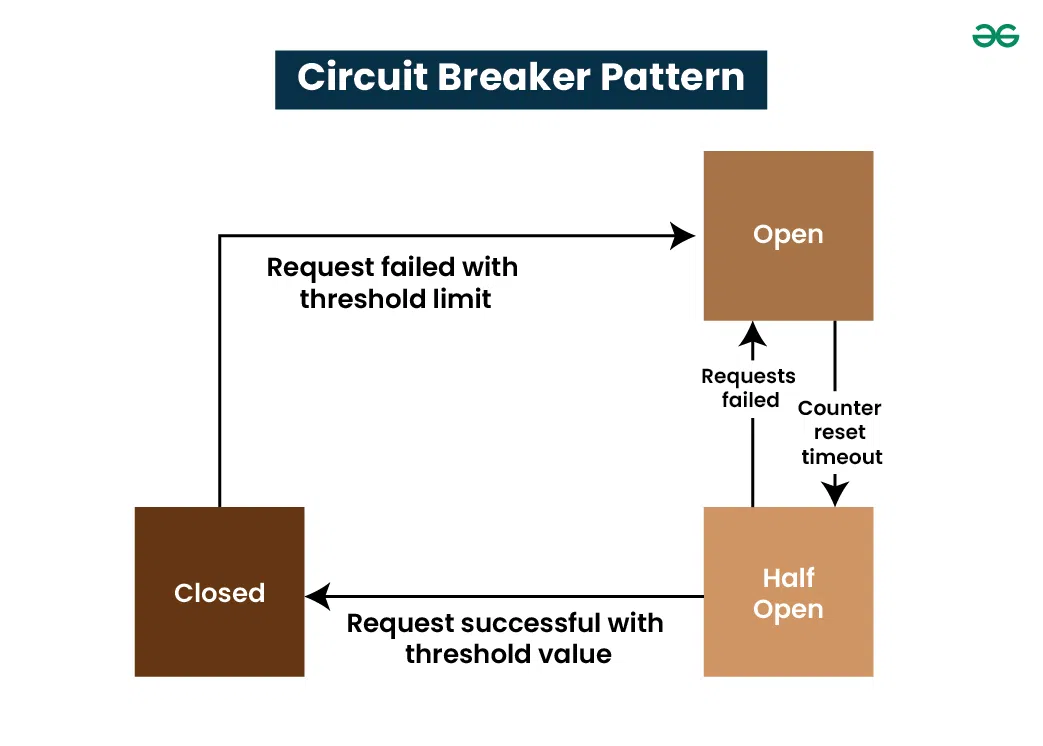 Circuit Breaker Pattern
Open
Request failed with
threshold limit
Requests
failed
Counter
reset
timeout
Closed
Half
Open
Request successful with
threshold value